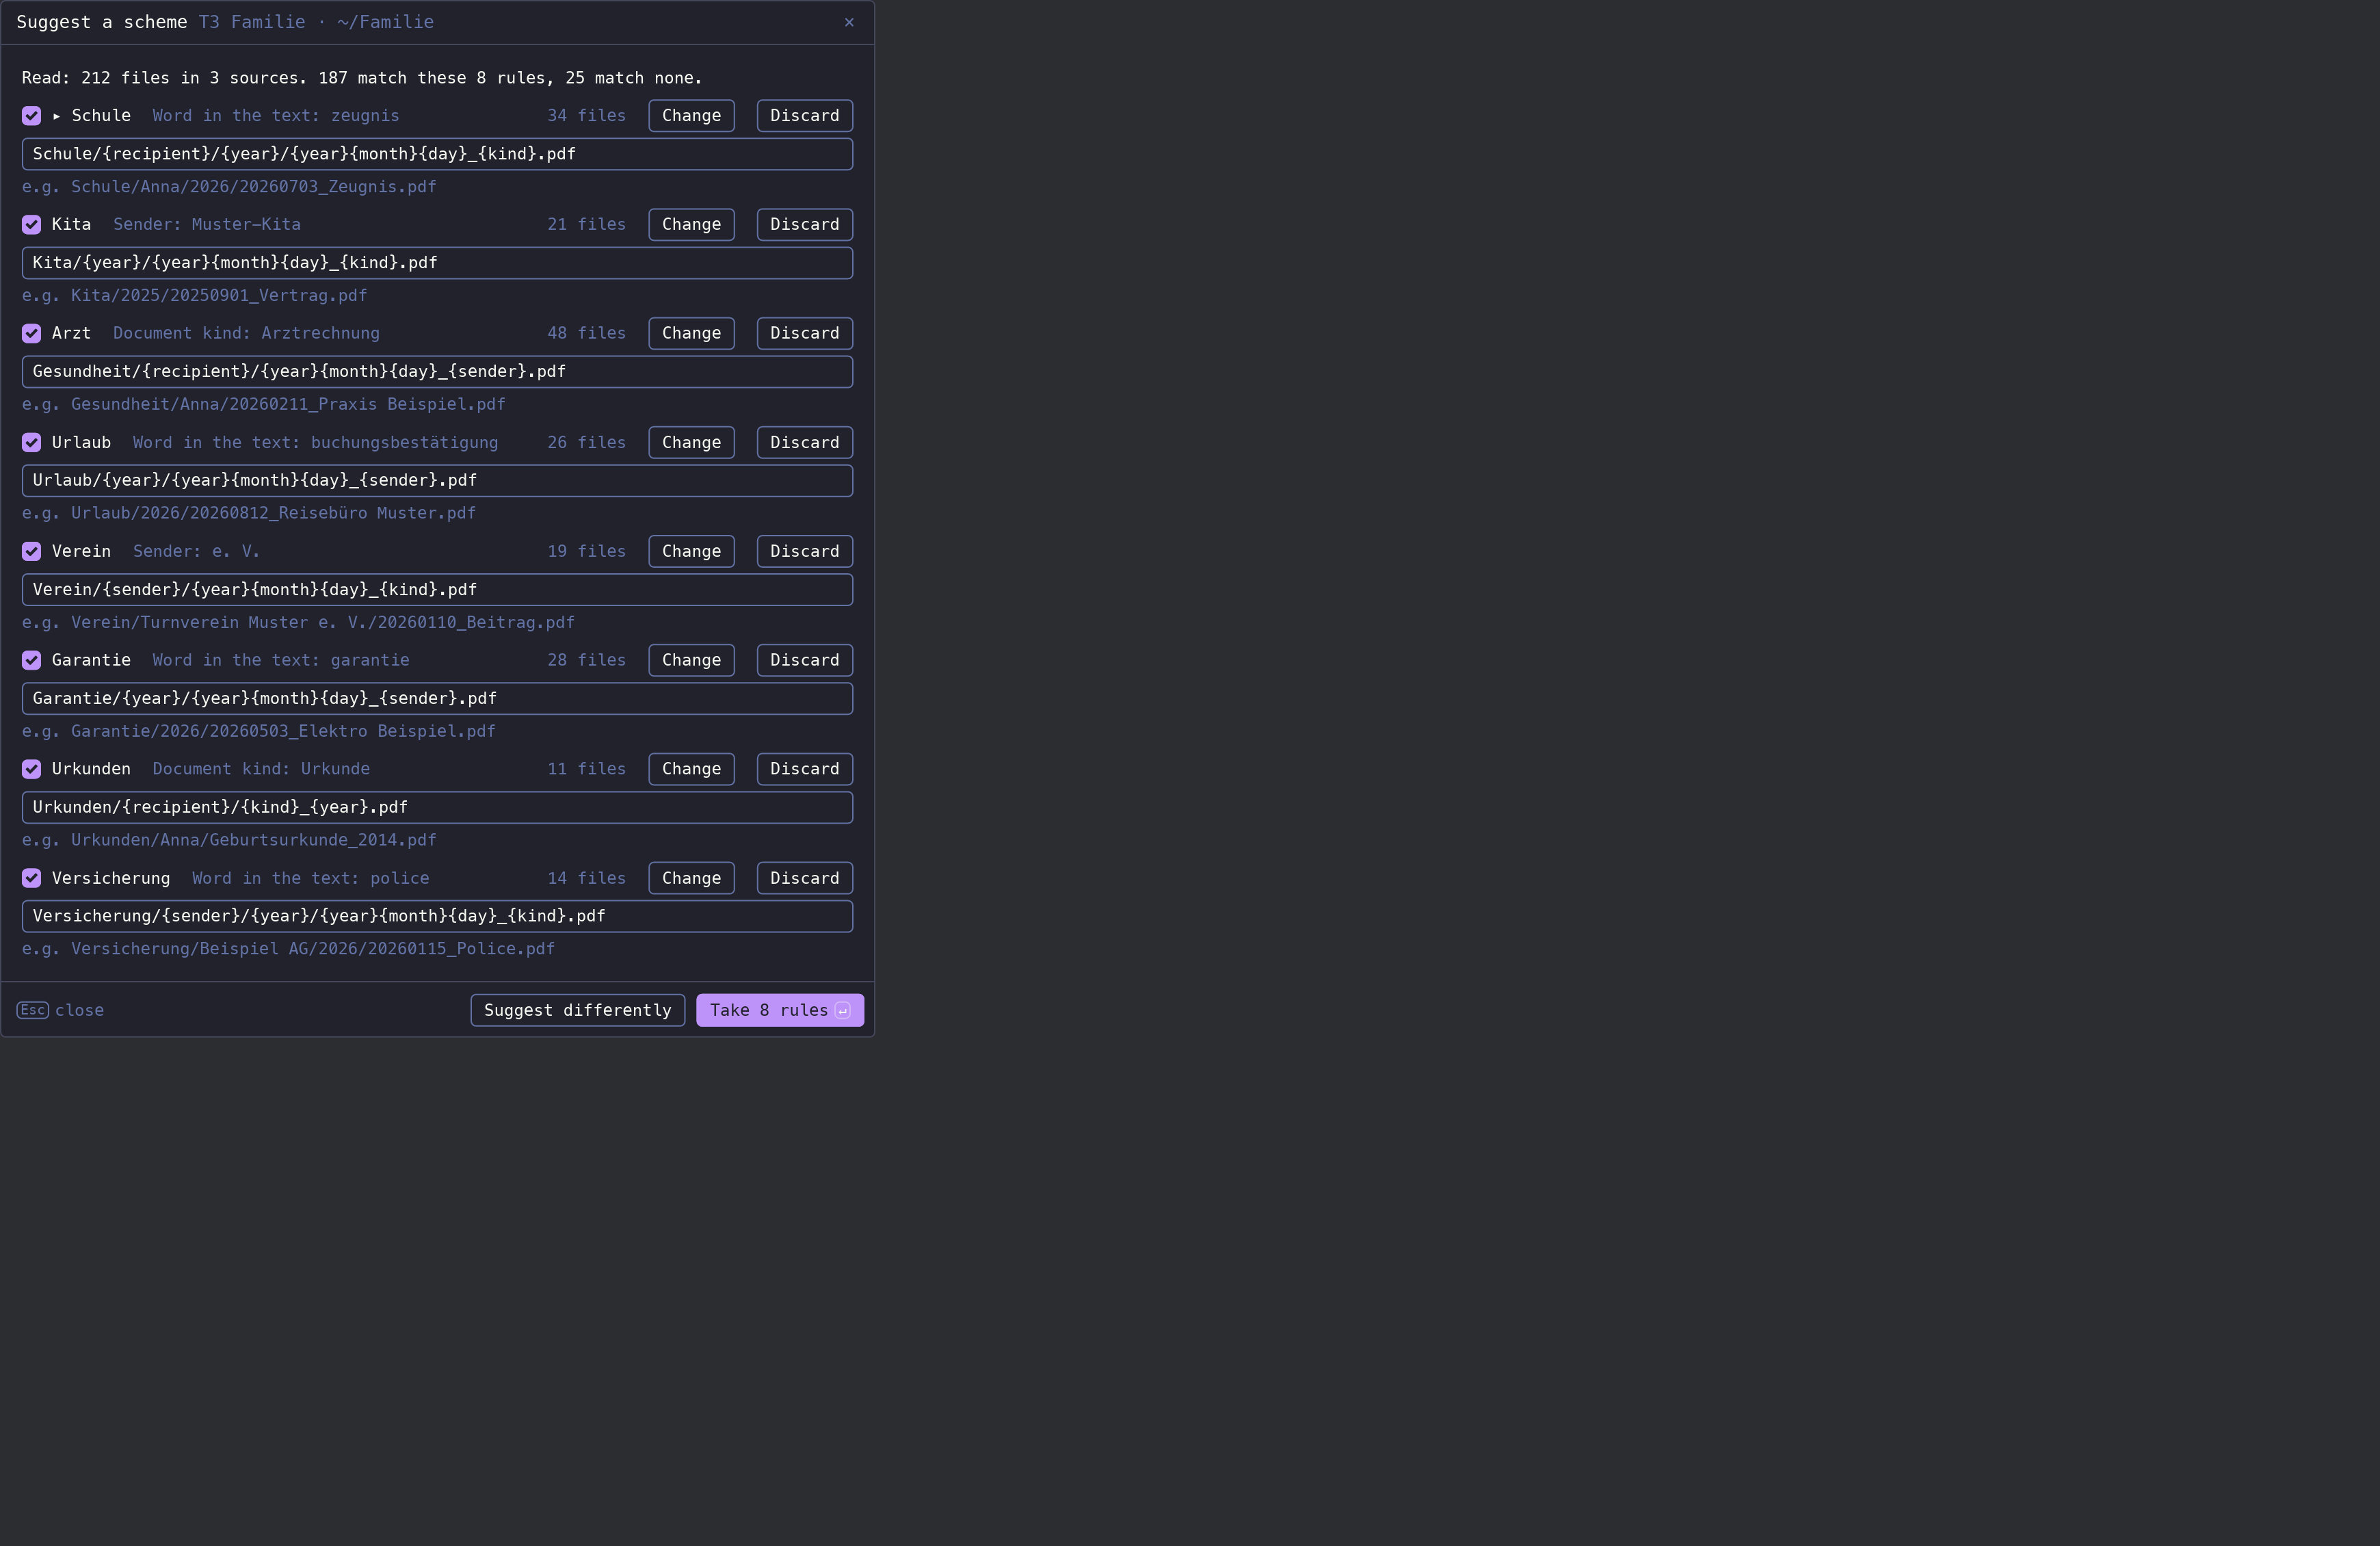 Suggest a scheme T3 Familie · ~/Familie ×
Read: 212 files in 3 sources. 187 match these 8 rules, 25 match none.
▸ Schule Word in the text: zeugnis 34 files Change Discard
Schule/{recipient}/{year}/{year}{month}{day}_{kind}.pdf
e.g. Schule/Anna/2026/20260703_Zeugnis.pdf
Kita Sender: Muster-Kita 21 files Change Discard
Kita/{year}/{year}{month}{day}_{kind}.pdf
e.g. Kita/2025/20250901_Vertrag.pdf
Arzt Document kind: Arztrechnung 48 files Change Discard
Gesundheit/{recipient}/{year}{month}{day}_{sender}.pdf
e.g. Gesundheit/Anna/20260211_Praxis Beispiel.pdf
Urlaub Word in the text: buchungsbestätigung 26 files Change Discard
Urlaub/{year}/{year}{month}{day}_{sender}.pdf
e.g. Urlaub/2026/20260812_Reisebüro Muster.pdf
Verein Sender: e. V. 19 files Change Discard
Verein/{sender}/{year}{month}{day}_{kind}.pdf
e.g. Verein/Turnverein Muster e. V./20260110_Beitrag.pdf
Garantie Word in the text: garantie 28 files Change Discard
Garantie/{year}/{year}{month}{day}_{sender}.pdf
e.g. Garantie/2026/20260503_Elektro Beispiel.pdf
Urkunden Document kind: Urkunde 11 files Change Discard
Urkunden/{recipient}/{kind}_{year}.pdf
e.g. Urkunden/Anna/Geburtsurkunde_2014.pdf
Versicherung Word in the text: police 14 files Change Discard
Versicherung/{sender}/{year}/{year}{month}{day}_{kind}.pdf
e.g. Versicherung/Beispiel AG/2026/20260115_Police.pdf
Esc close Suggest differently Take 8 rules ↵